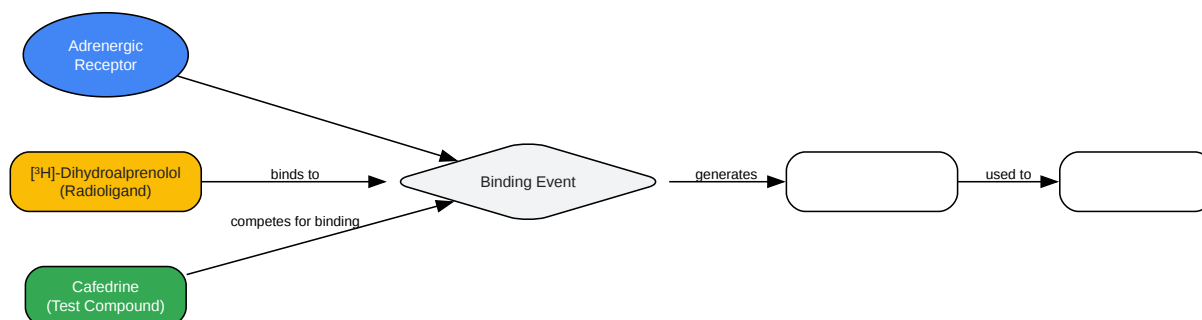 Adrenergic
Receptor
[³H]-Dihydroalprenolol
(Radioligand)
binds to
competes for binding
Cafedrine
(Test Compound)
Binding Event
generates
used to